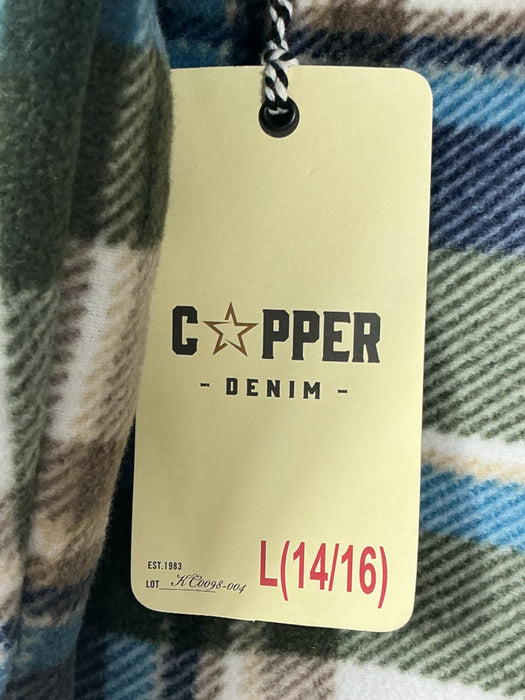 C☆PPER
- DENIM -
EST.1983
LOT KC0098-004
L(14/16)